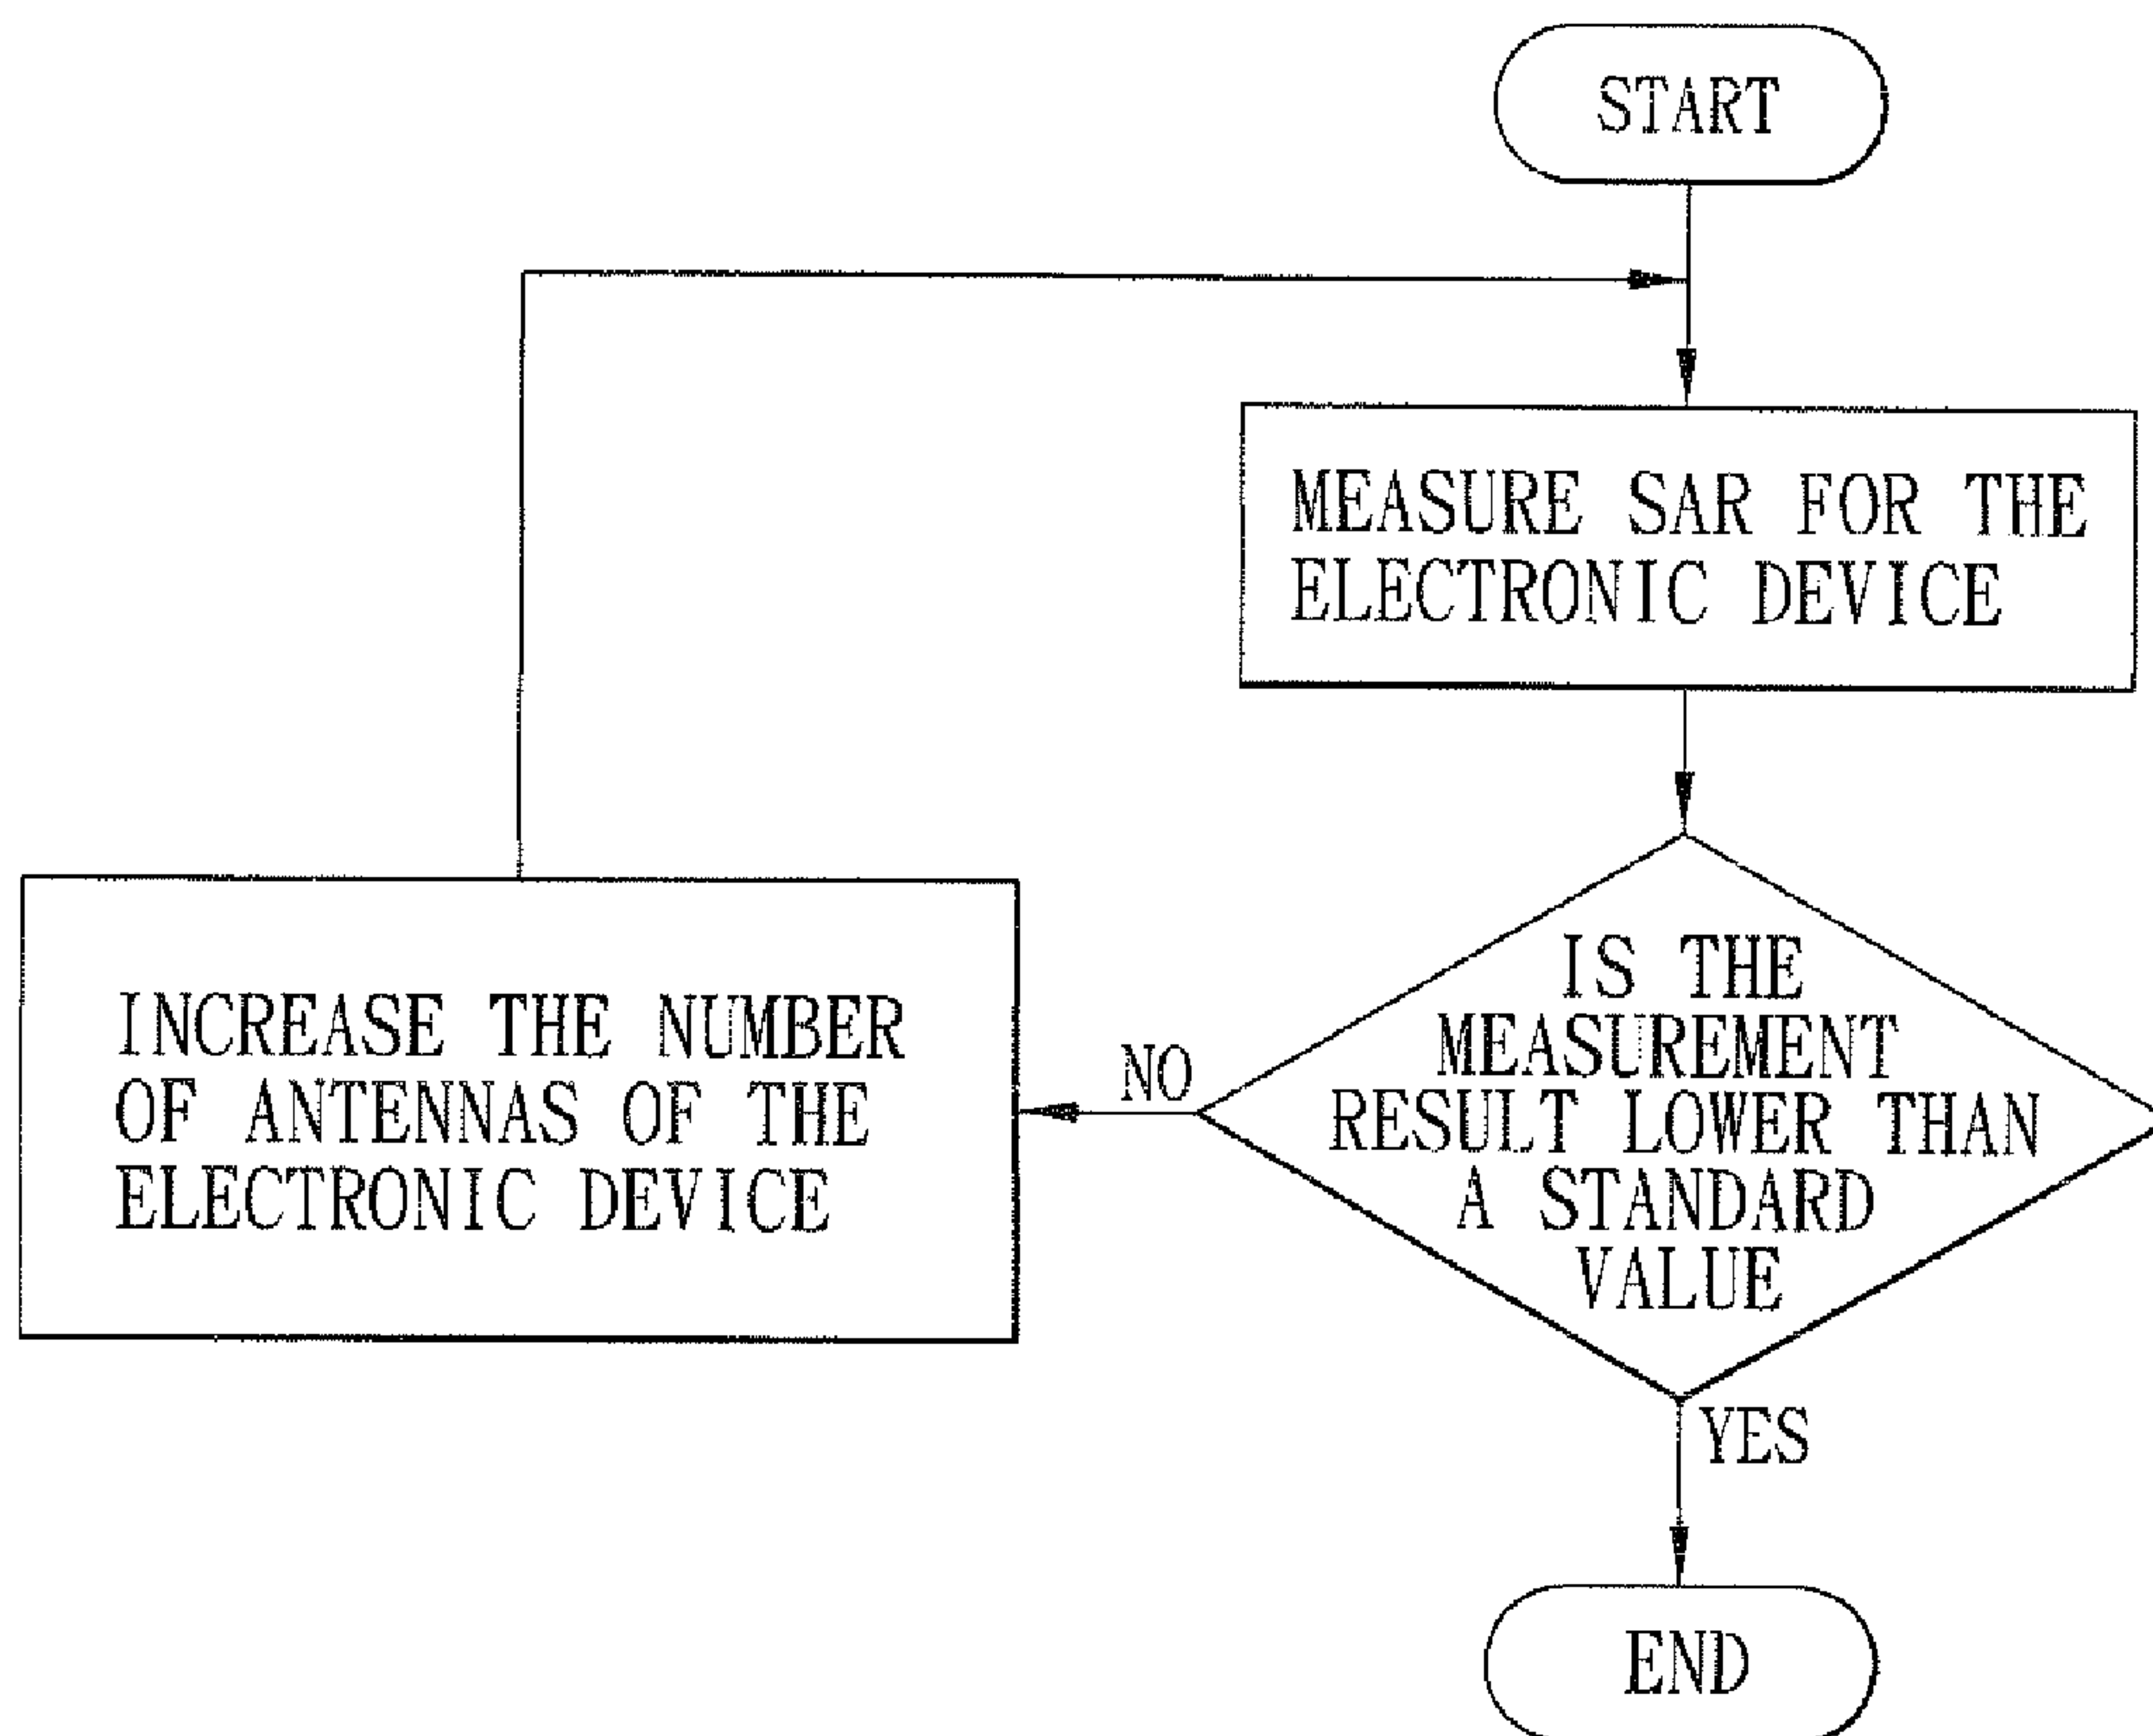 START
MEASURE SAR FOR THE
ELECTRONIC DEVICE
IS THE
MEASUREMENT
RESULT LOWER THAN
A STANDARD
VALUE
NO
INCREASE THE NUMBER
OF ANTENNAS OF THE
ELECTRONIC DEVICE
YES
END